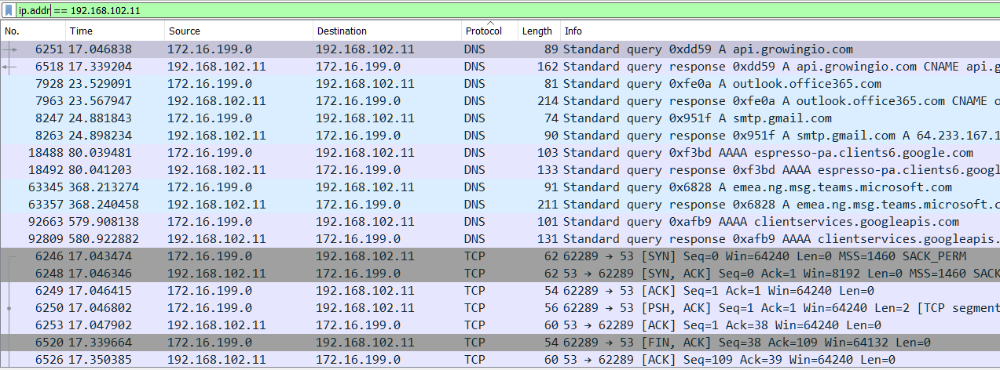 ip.addr == 192.168.102.11
No. Time Source Destination Protocol Length Info
6251 17.046838 172.16.199.0 192.168.102.11 DNS 89 Standard query 0xdd59 A api.growingio.com
6518 17.339204 192.168.102.11 172.16.199.0 DNS 162 Standard query response 0xdd59 A api.growingio.com CNAME api.g
7928 23.529091 172.16.199.0 192.168.102.11 DNS 81 Standard query 0xfe0a A outlook.office365.com
7963 23.567947 192.168.102.11 172.16.199.0 DNS 214 Standard query response 0xfe0a A outlook.office365.com CNAME o
8247 24.881843 172.16.199.0 192.168.102.11 DNS 74 Standard query 0x951f A smtp.gmail.com
8263 24.898234 192.168.102.11 172.16.199.0 DNS 90 Standard query response 0x951f A smtp.gmail.com A 64.233.167.1
18488 80.039481 172.16.199.0 192.168.102.11 DNS 103 Standard query 0xf3bd AAAA espresso-pa.clients6.google.com
18492 80.041203 192.168.102.11 172.16.199.0 DNS 133 Standard query response 0xf3bd AAAA espresso-pa.clients6.googl
63345 368.213274 172.16.199.0 192.168.102.11 DNS 91 Standard query 0x6828 A emea.ng.msg.teams.microsoft.com
63357 368.240458 192.168.102.11 172.16.199.0 DNS 211 Standard query response 0x6828 A emea.ng.msg.teams.microsoft.c
92663 579.908138 172.16.199.0 192.168.102.11 DNS 101 Standard query 0xafb9 AAAA clientservices.googleapis.com
92809 580.922882 192.168.102.11 172.16.199.0 DNS 131 Standard query response 0xafb9 AAAA clientservices.googleapis.
6246 17.043474 172.16.199.0 192.168.102.11 TCP 62 62289 → 53 [SYN] Seq=0 Win=64240 Len=0 MSS=1460 SACK_PERM
6248 17.046346 192.168.102.11 172.16.199.0 TCP 62 53 → 62289 [SYN, ACK] Seq=0 Ack=1 Win=8192 Len=0 MSS=1460 SACK
6249 17.046415 172.16.199.0 192.168.102.11 TCP 54 62289 → 53 [ACK] Seq=1 Ack=1 Win=64240 Len=0
6250 17.046802 172.16.199.0 192.168.102.11 TCP 56 62289 → 53 [PSH, ACK] Seq=1 Ack=1 Win=64240 Len=2 [TCP segment
6253 17.047902 192.168.102.11 172.16.199.0 TCP 60 53 → 62289 [ACK] Seq=1 Ack=38 Win=64240 Len=0
6520 17.339664 172.16.199.0 192.168.102.11 TCP 54 62289 → 53 [FIN, ACK] Seq=38 Ack=109 Win=64132 Len=0
6526 17.350385 192.168.102.11 172.16.199.0 TCP 60 53 → 62289 [ACK] Seq=109 Ack=39 Win=64240 Len=0